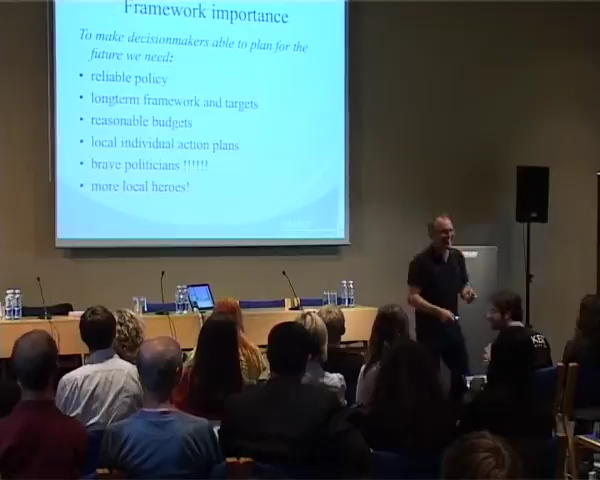 Framework importance
To make decisionmakers able to plan for the
future we need:
• reliable policy
• longterm framework and targets
• reasonable budgets
• local individual action plans
• brave politicians !!!!!!
• more local heroes!